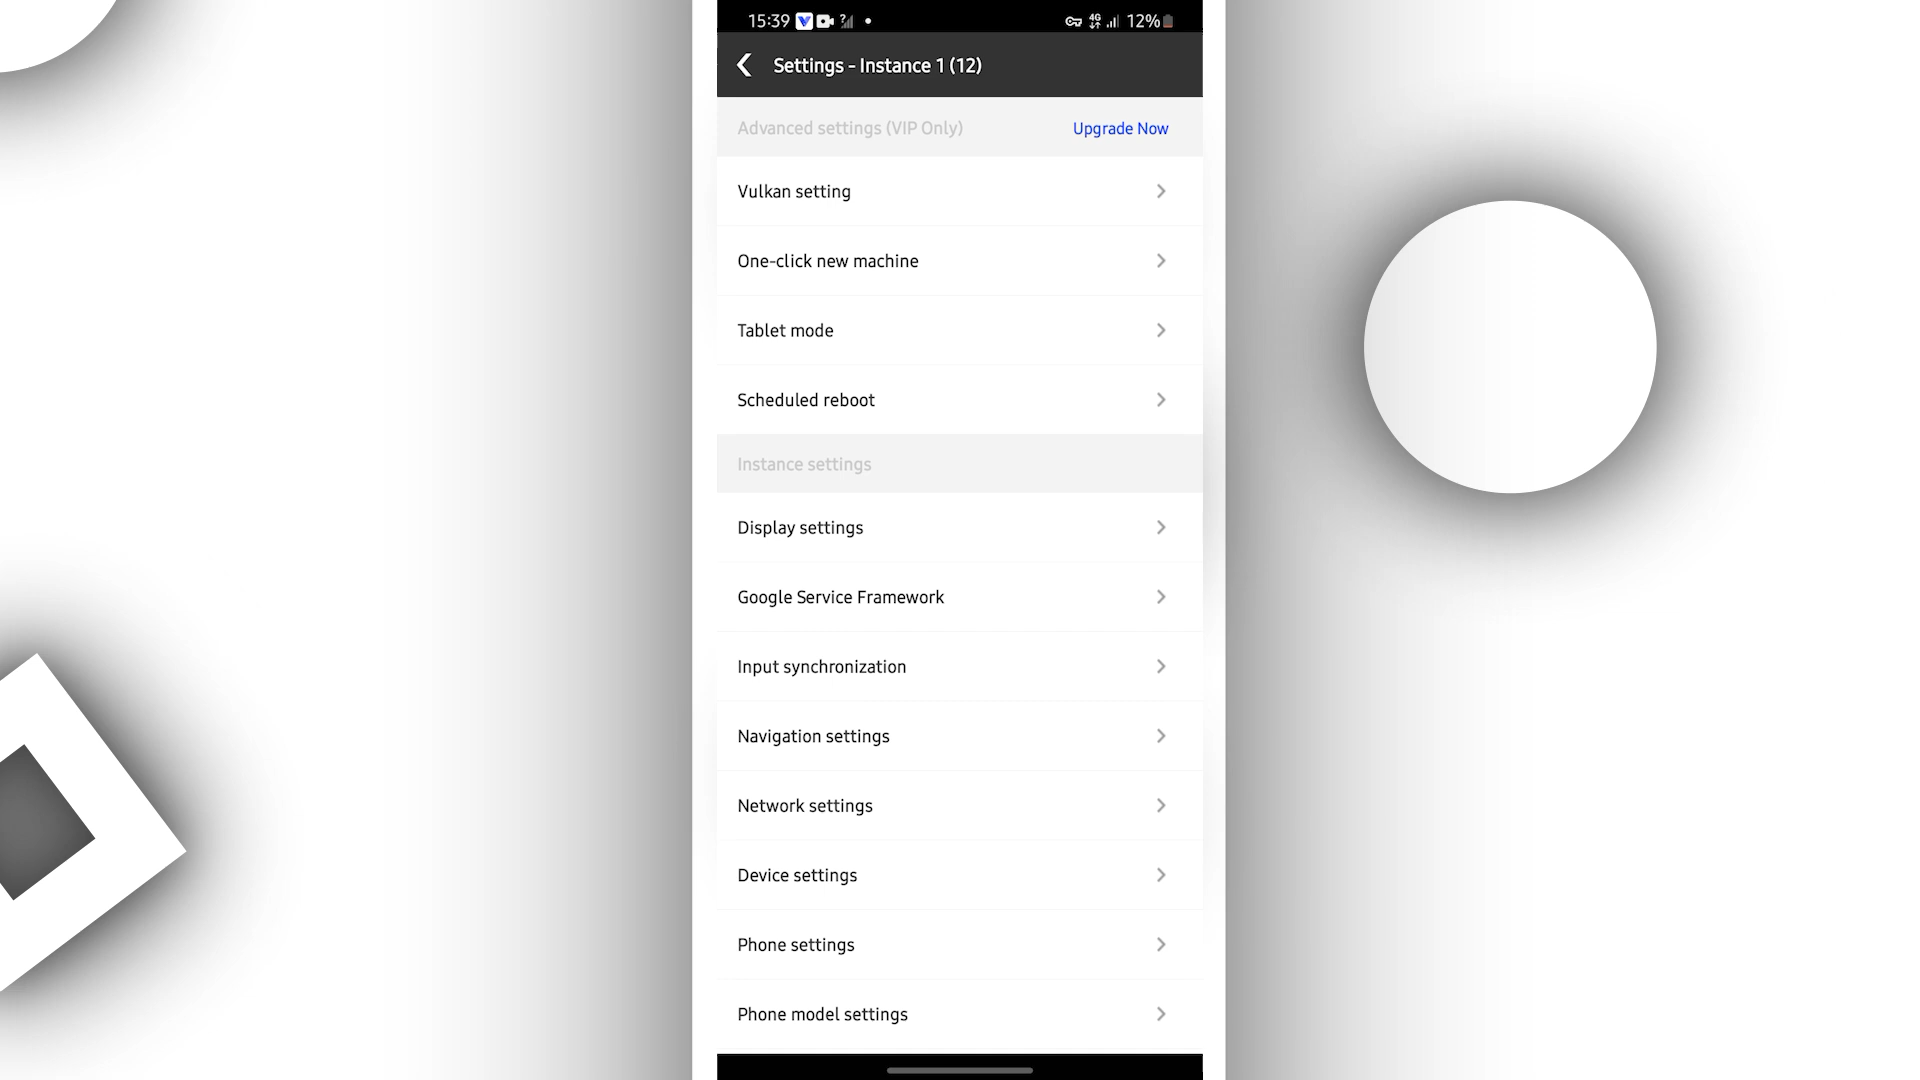 15:39 4G 12%
Settings - Instance 1 (12)
Advanced settings (VIP Only) Upgrade Now
Vulkan setting
One-click new machine
Tablet mode
Scheduled reboot
Instance settings
Display settings
Google Service Framework
Input synchronization
Navigation settings
Network settings
Device settings
Phone settings
Phone model settings